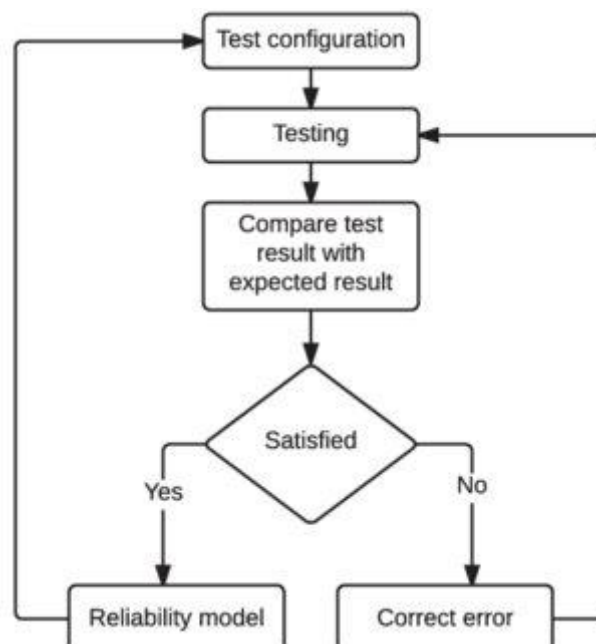 Test configuration
Testing
Compare test
result with
expected result
Satisfied
Yes
No
Reliability model
Correct error